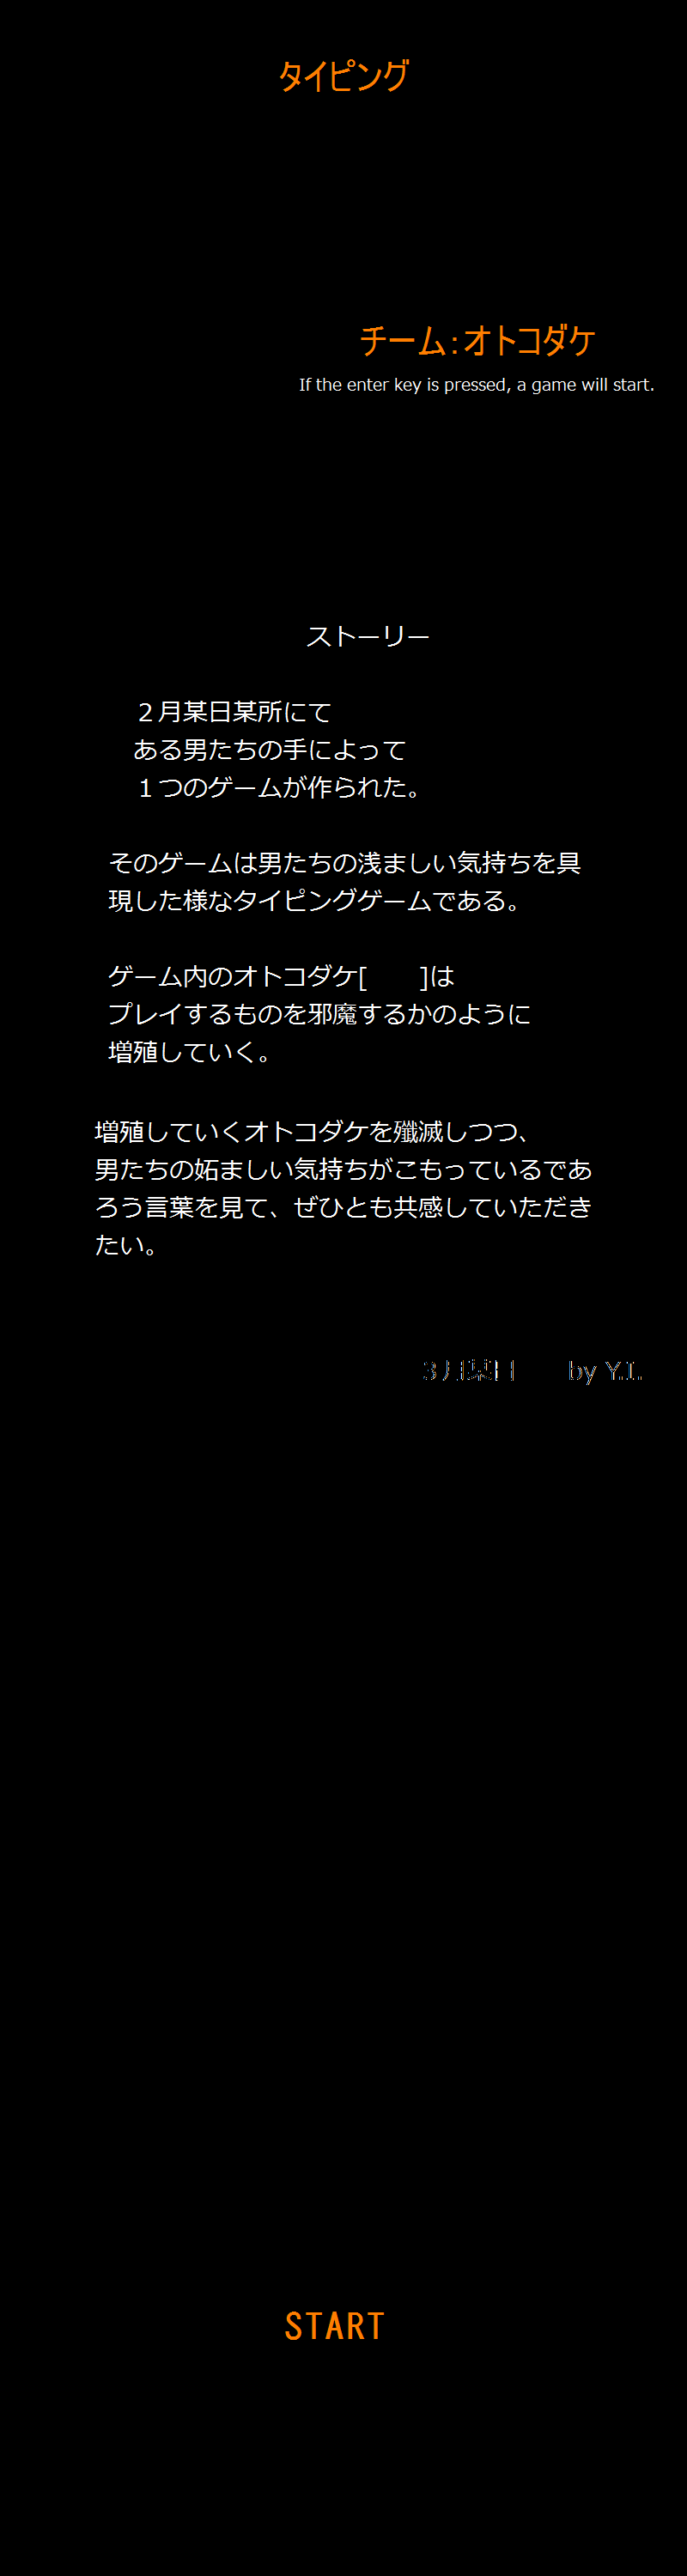 タイピング
チーム：オトコダケ
If the enter key is pressed, a game will start.
ストーリー
２月某日某所にて
ある男たちの手によって
１つのゲームが作られた。
そのゲームは男たちの浅ましい気持ちを具
現した様なタイピングゲームである。
ゲーム内のオトコダケ[　　]は
プレイするものを邪魔するかのように
増殖していく。
増殖していくオトコダケを殲滅しつつ、
男たちの妬ましい気持ちがこもっているであ
ろう言葉を見て、ぜひとも共感していただき
たい。
３月某日　　by Y.I.
START